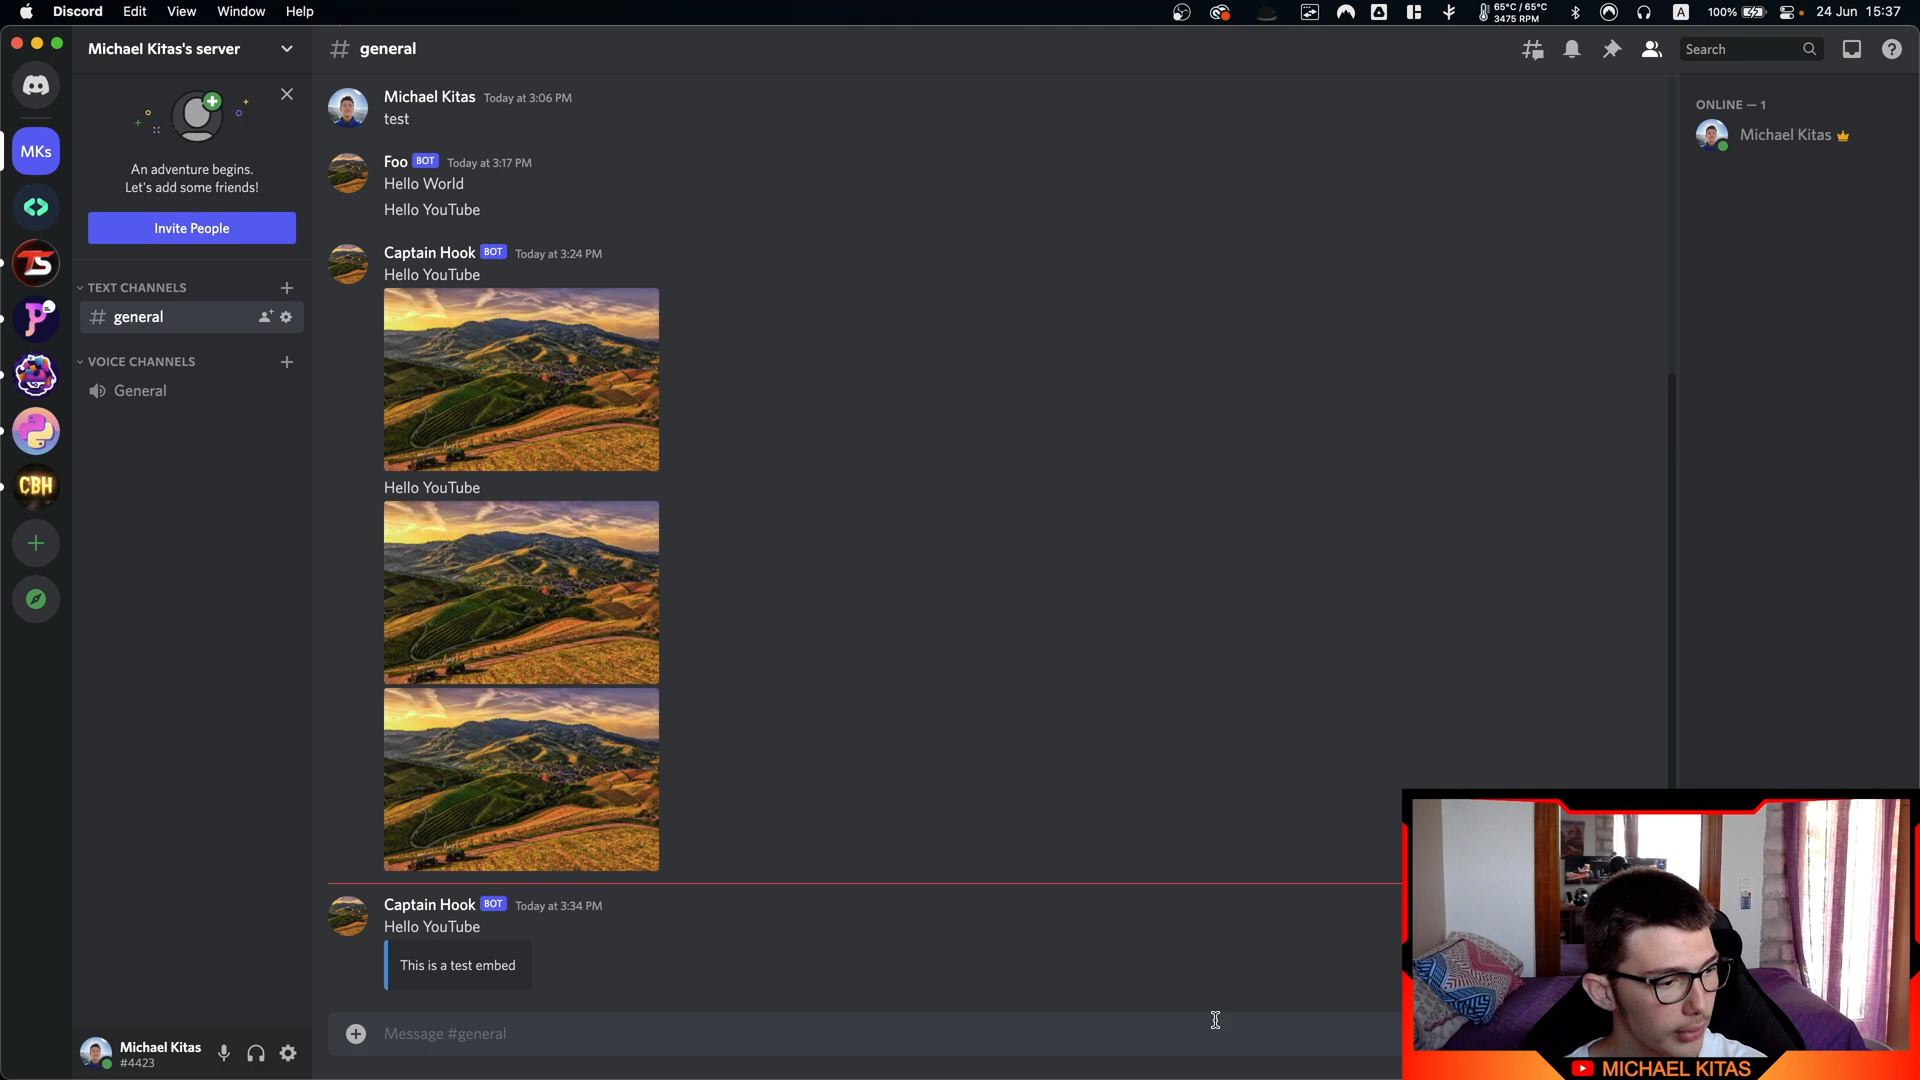 Discord Edit View Window Help
65°C / 65°C
3475 RPM
A 100% 24 Jun 15:37
Michael Kitas's server
# general
Search
MKs
An adventure begins.
Let's add some friends!
Invite People
TEXT CHANNELS
# general
VOICE CHANNELS
General
TS
CBH
Michael Kitas Today at 3:06 PM
test
Foo BOT Today at 3:17 PM
Hello World
Hello YouTube
Captain Hook BOT Today at 3:24 PM
Hello YouTube
Hello YouTube
Captain Hook BOT Today at 3:34 PM
Hello YouTube
This is a test embed
Message #general
ONLINE — 1
Michael Kitas
Michael Kitas
#4423
MICHAEL KITAS